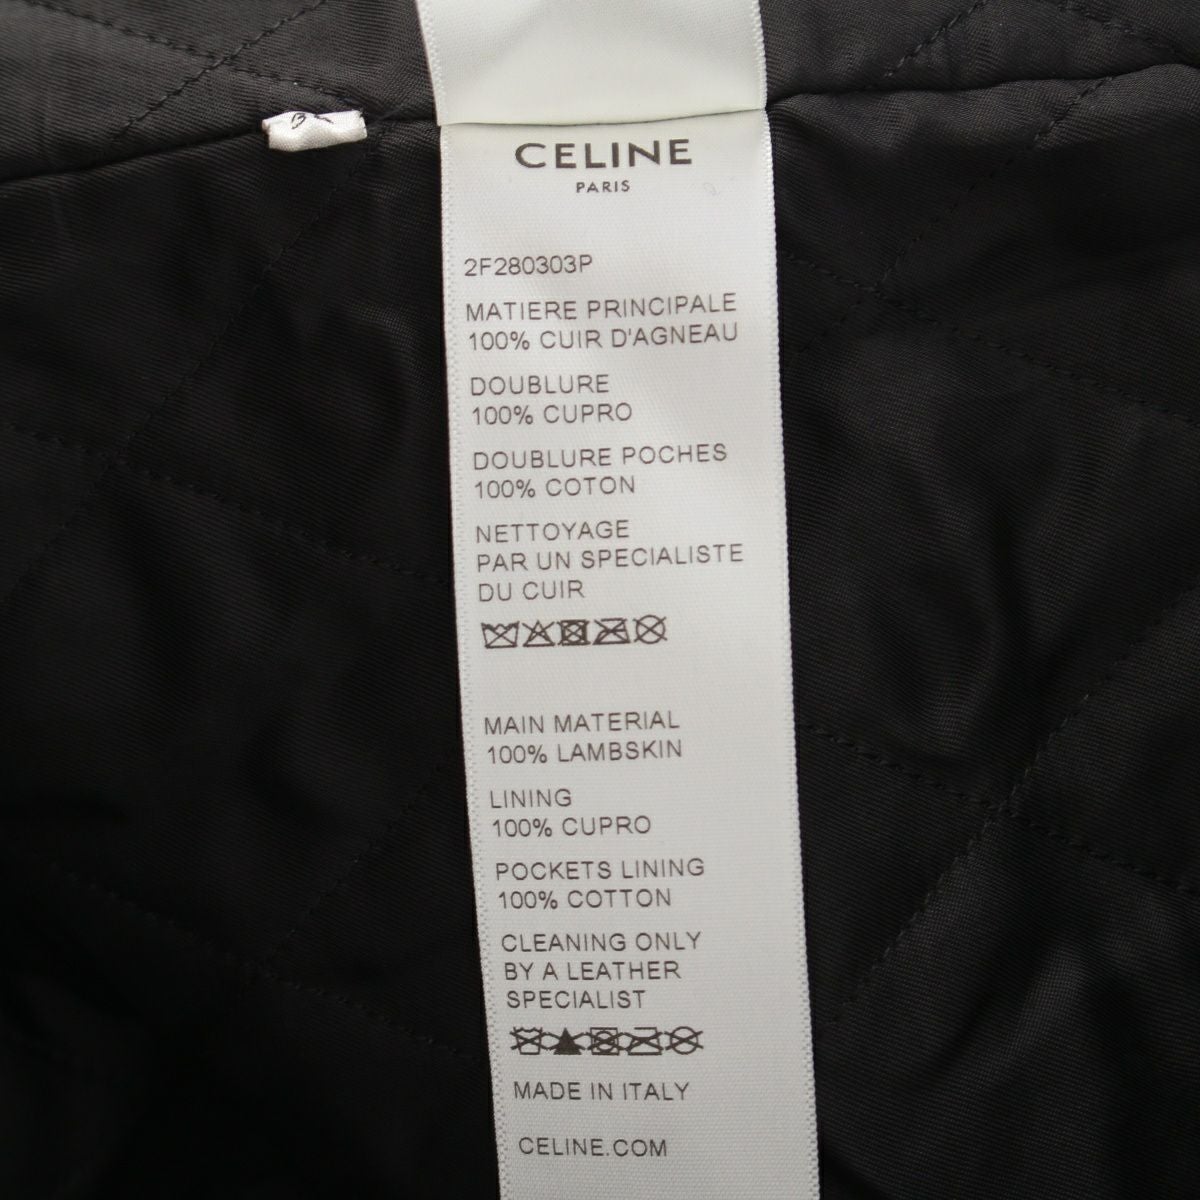 CELINE
PARIS
2F280303P
MATIERE PRINCIPALE
100% CUIR D'AGNEAU
DOUBLURE
100% CUPRO
DOUBLURE POCHES
100% COTON
NETTOYAGE
PAR UN SPECIALISTE
DU CUIR
MAIN MATERIAL
100% LAMBSKIN
LINING
100% CUPRO
POCKETS LINING
100% COTTON
CLEANING ONLY
BY A LEATHER
SPECIALIST
MADE IN ITALY
CELINE.COM